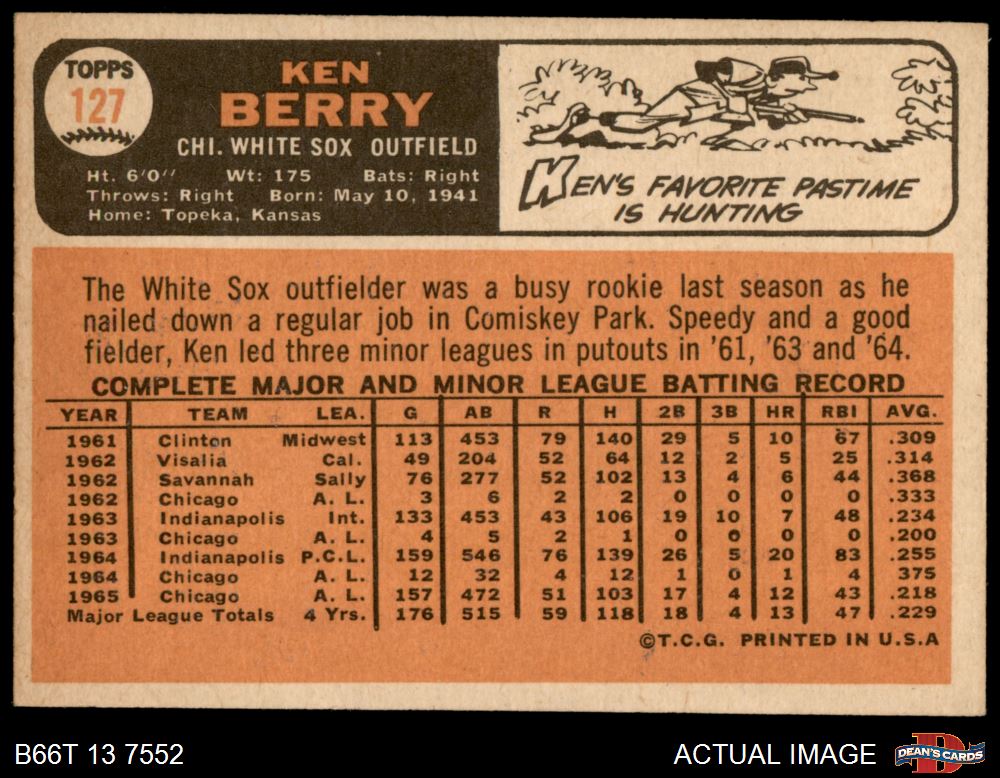 TOPPS
127
KEN
BERRY
CHI. WHITE SOX OUTFIELD
Ht. 6'0" Wt: 175 Bats: Right
Throws: Right Born: May 10, 1941
Home: Topeka, Kansas
KEN'S FAVORITE PASTIME
IS HUNTING
The White Sox outfielder was a busy rookie last season as he
nailed down a regular job in Comiskey Park. Speedy and a good
fielder, Ken led three minor leagues in putouts in '61, '63 and '64.
COMPLETE MAJOR AND MINOR LEAGUE BATTING RECORD
YEAR TEAM LEA. G AB R H 2B 3B HR RBI AVG.
1961 Clinton Midwest 113 453 79 140 29 5 10 67 .309
1962 Visalia Cal. 49 204 52 64 12 2 5 25 .314
1962 Savannah Sally 76 277 52 102 13 4 6 44 .368
1962 Chicago A. L. 3 6 2 2 0 0 0 0 .333
1963 Indianapolis Int. 133 453 43 106 19 10 7 48 .234
1963 Chicago A. L. 4 5 2 1 0 0 0 0 .200
1964 Indianapolis P.C.L. 159 546 76 139 26 5 20 83 .255
1964 Chicago A. L. 12 32 4 12 1 0 1 4 375
1965 Chicago A. L. 157 472 51 103 17 4 12 43 .218
Major League Totals 4 Yrs. 176 515 59 118 18 4 13 47 .229
©T.C.G. PRINTED IN U.S.A
B66T 13 7552
ACTUAL IMAGE
DEAN'S CARDS